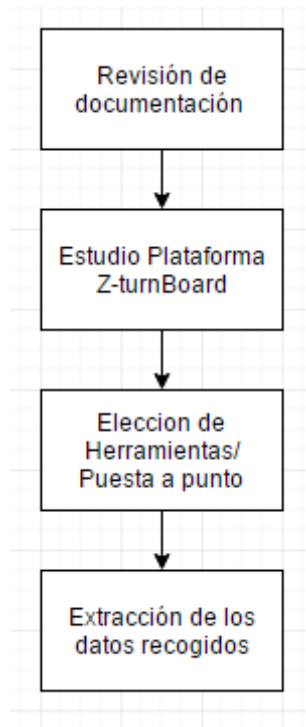 Revisión de
documentación
Estudio Plataforma
Z-turnBoard
Eleccion de
Herramientas/
Puesta a punto
Extracción de los
datos recogidos